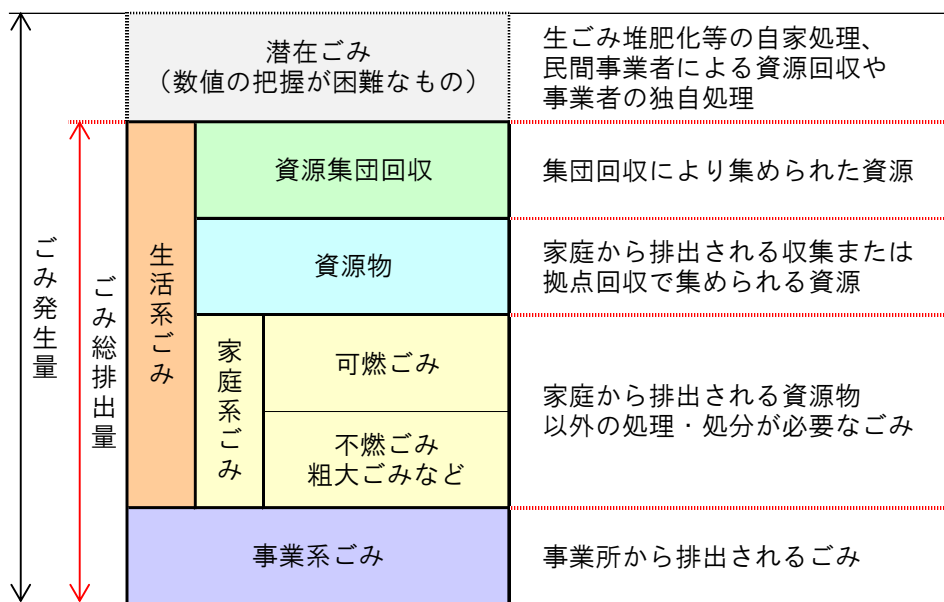 ごみ発生量
ごみ総排出量
潜在ごみ
（数値の把握が困難なもの）
生ごみ堆肥化等の自家処理、
民間事業者による資源回収や
事業者の独自処理
生活系ごみ
資源集団回収
集団回収により集められた資源
資源物
家庭から排出される収集または
拠点回収で集められる資源
家庭系ごみ
可燃ごみ
不燃ごみ
粗大ごみなど
家庭から排出される資源物
以外の処理・処分が必要なごみ
事業系ごみ
事業所から排出されるごみ